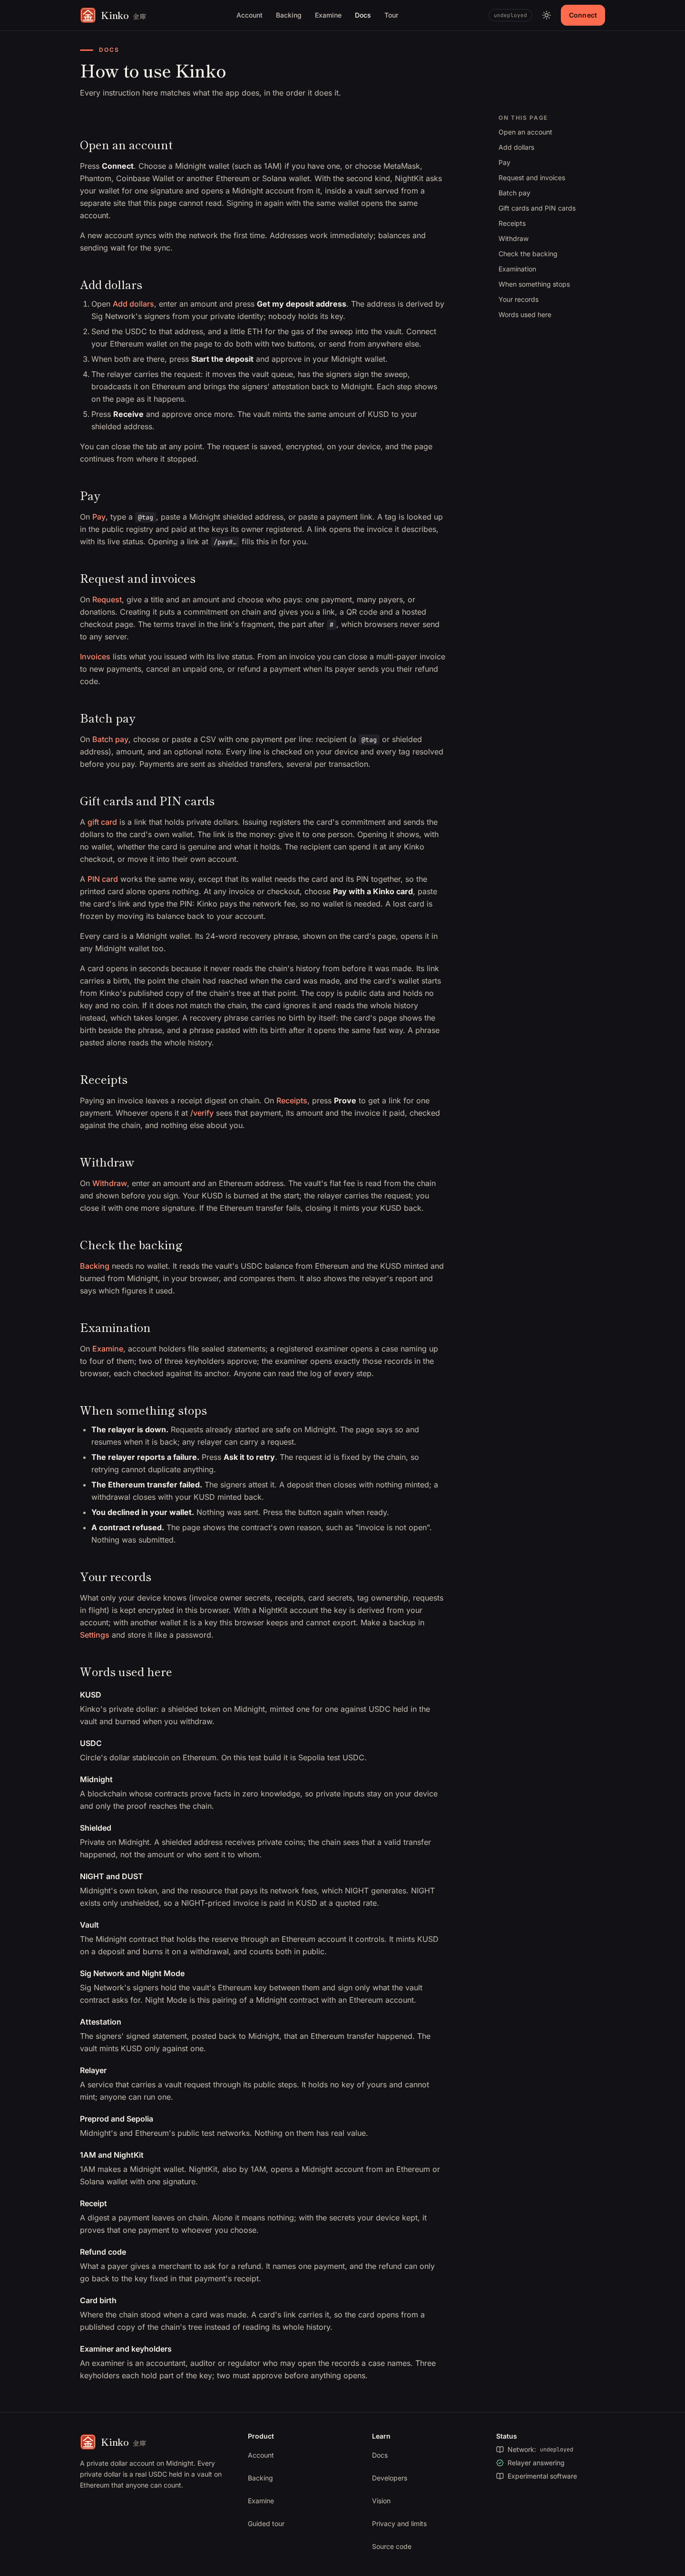 Kinko 金庫
Account
Backing
Examine
Docs
Tour
undeployed
Connect
DOCS
How to use Kinko
Every instruction here matches what the app does, in the order it does it.
ON THIS PAGE
Open an account
Add dollars
Pay
Request and invoices
Batch pay
Gift cards and PIN cards
Receipts
Withdraw
Check the backing
Examination
When something stops
Your records
Words used here
Open an account
Press Connect. Choose a Midnight wallet (such as 1AM) if you have one, or choose MetaMask,
Phantom, Coinbase Wallet or another Ethereum or Solana wallet. With the second kind, NightKit asks
your wallet for one signature and opens a Midnight account from it, inside a vault served from a
separate site that this page cannot read. Signing in again with the same wallet opens the same
account.
A new account syncs with the network the first time. Addresses work immediately; balances and
sending wait for the sync.
Add dollars
1. Open Add dollars, enter an amount and press Get my deposit address. The address is derived by
Sig Network's signers from your private identity; nobody holds its key.
2. Send the USDC to that address, and a little ETH for the gas of the sweep into the vault. Connect
your Ethereum wallet on the page to do both with two buttons, or send from anywhere else.
3. When both are there, press Start the deposit and approve in your Midnight wallet.
4. The relayer carries the request: it moves the vault queue, has the signers sign the sweep,
broadcasts it on Ethereum and brings the signers' attestation back to Midnight. Each step shows
on the page as it happens.
5. Press Receive and approve once more. The vault mints the same amount of KUSD to your
shielded address.
You can close the tab at any point. The request is saved, encrypted, on your device, and the page
continues from where it stopped.
Pay
On Pay, type a @tag, paste a Midnight shielded address, or paste a payment link. A tag is looked up
in the public registry and paid at the keys its owner registered. A link opens the invoice it describes,
with its live status. Opening a link at /pay#… fills this in for you.
Request and invoices
On Request, give a title and an amount and choose who pays: one payment, many payers, or
donations. Creating it puts a commitment on chain and gives you a link, a QR code and a hosted
checkout page. The terms travel in the link's fragment, the part after #, which browsers never send
to any server.
Invoices lists what you issued with its live status. From an invoice you can close a multi-payer invoice
to new payments, cancel an unpaid one, or refund a payment when its payer sends you their refund
code.
Batch pay
On Batch pay, choose or paste a CSV with one payment per line: recipient (a @tag or shielded
address), amount, and an optional note. Every line is checked on your device and every tag resolved
before you pay. Payments are sent as shielded transfers, several per transaction.
Gift cards and PIN cards
A gift card is a link that holds private dollars. Issuing registers the card's commitment and sends the
dollars to the card's own wallet. The link is the money: give it to one person. Opening it shows, with
no wallet, whether the card is genuine and what it holds. The recipient can spend it at any Kinko
checkout, or move it into their own account.
A PIN card works the same way, except that its wallet needs the card and its PIN together, so the
printed card alone opens nothing. At any invoice or checkout, choose Pay with a Kinko card, paste
the card's link and type the PIN: Kinko pays the network fee, so no wallet is needed. A lost card is
frozen by moving its balance back to your account.
Every card is a Midnight wallet. Its 24-word recovery phrase, shown on the card's page, opens it in
any Midnight wallet too.
A card opens in seconds because it never reads the chain's history from before it was made. Its link
carries a birth, the point the chain had reached when the card was made, and the card's wallet starts
from Kinko's published copy of the chain's tree at that point. The copy is public data and holds no
key and no coin. If it does not match the chain, the card ignores it and reads the whole history
instead, which takes longer. A recovery phrase carries no birth by itself: the card's page shows the
birth beside the phrase, and a phrase pasted with its birth after it opens the same fast way. A phrase
pasted alone reads the whole history.
Receipts
Paying an invoice leaves a receipt digest on chain. On Receipts, press Prove to get a link for one
payment. Whoever opens it at /verify sees that payment, its amount and the invoice it paid, checked
against the chain, and nothing else about you.
Withdraw
On Withdraw, enter an amount and an Ethereum address. The vault's flat fee is read from the chain
and shown before you sign. Your KUSD is burned at the start; the relayer carries the request; you
close it with one more signature. If the Ethereum transfer fails, closing it mints your KUSD back.
Check the backing
Backing needs no wallet. It reads the vault's USDC balance from Ethereum and the KUSD minted and
burned from Midnight, in your browser, and compares them. It also shows the relayer's report and
says which figures it used.
Examination
On Examine, account holders file sealed statements; a registered examiner opens a case naming up
to four of them; two of three keyholders approve; the examiner opens exactly those records in the
browser, each checked against its anchor. Anyone can read the log of every step.
When something stops
• The relayer is down. Requests already started are safe on Midnight. The page says so and
resumes when it is back; any relayer can carry a request.
• The relayer reports a failure. Press Ask it to retry. The request id is fixed by the chain, so
retrying cannot duplicate anything.
• The Ethereum transfer failed. The signers attest it. A deposit then closes with nothing minted; a
withdrawal closes with your KUSD minted back.
• You declined in your wallet. Nothing was sent. Press the button again when ready.
• A contract refused. The page shows the contract's own reason, such as "invoice is not open".
Nothing was submitted.
Your records
What only your device knows (invoice owner secrets, receipts, card secrets, tag ownership, requests
in flight) is kept encrypted in this browser. With a NightKit account the key is derived from your
account; with another wallet it is a key this browser keeps and cannot export. Make a backup in
Settings and store it like a password.
Words used here
KUSD
Kinko's private dollar: a shielded token on Midnight, minted one for one against USDC held in the
vault and burned when you withdraw.
USDC
Circle's dollar stablecoin on Ethereum. On this test build it is Sepolia test USDC.
Midnight
A blockchain whose contracts prove facts in zero knowledge, so private inputs stay on your device
and only the proof reaches the chain.
Shielded
Private on Midnight. A shielded address receives private coins; the chain sees that a valid transfer
happened, not the amount or who sent it to whom.
NIGHT and DUST
Midnight's own token, and the resource that pays its network fees, which NIGHT generates. NIGHT
exists only unshielded, so a NIGHT-priced invoice is paid in KUSD at a quoted rate.
Vault
The Midnight contract that holds the reserve through an Ethereum account it controls. It mints KUSD
on a deposit and burns it on a withdrawal, and counts both in public.
Sig Network and Night Mode
Sig Network's signers hold the vault's Ethereum key between them and sign only what the vault
contract asks for. Night Mode is this pairing of a Midnight contract with an Ethereum account.
Attestation
The signers' signed statement, posted back to Midnight, that an Ethereum transfer happened. The
vault mints KUSD only against one.
Relayer
A service that carries a vault request through its public steps. It holds no key of yours and cannot
mint; anyone can run one.
Preprod and Sepolia
Midnight's and Ethereum's public test networks. Nothing on them has real value.
1AM and NightKit
1AM makes a Midnight wallet. NightKit, also by 1AM, opens a Midnight account from an Ethereum or
Solana wallet with one signature.
Receipt
A digest a payment leaves on chain. Alone it means nothing; with the secrets your device kept, it
proves that one payment to whoever you choose.
Refund code
What a payer gives a merchant to ask for a refund. It names one payment, and the refund can only
go back to the key fixed in that payment's receipt.
Card birth
Where the chain stood when a card was made. A card's link carries it, so the card opens from a
published copy of the chain's tree instead of reading its whole history.
Examiner and keyholders
An examiner is an accountant, auditor or regulator who may open the records a case names. Three
keyholders each hold part of the key; two must approve before anything opens.
Kinko 金庫
A private dollar account on Midnight. Every
private dollar is a real USDC held in a vault on
Ethereum that anyone can count.
Product
Account
Backing
Examine
Guided tour
Learn
Docs
Developers
Vision
Privacy and limits
Source code
Status
Network: undeployed
Relayer answering
Experimental software